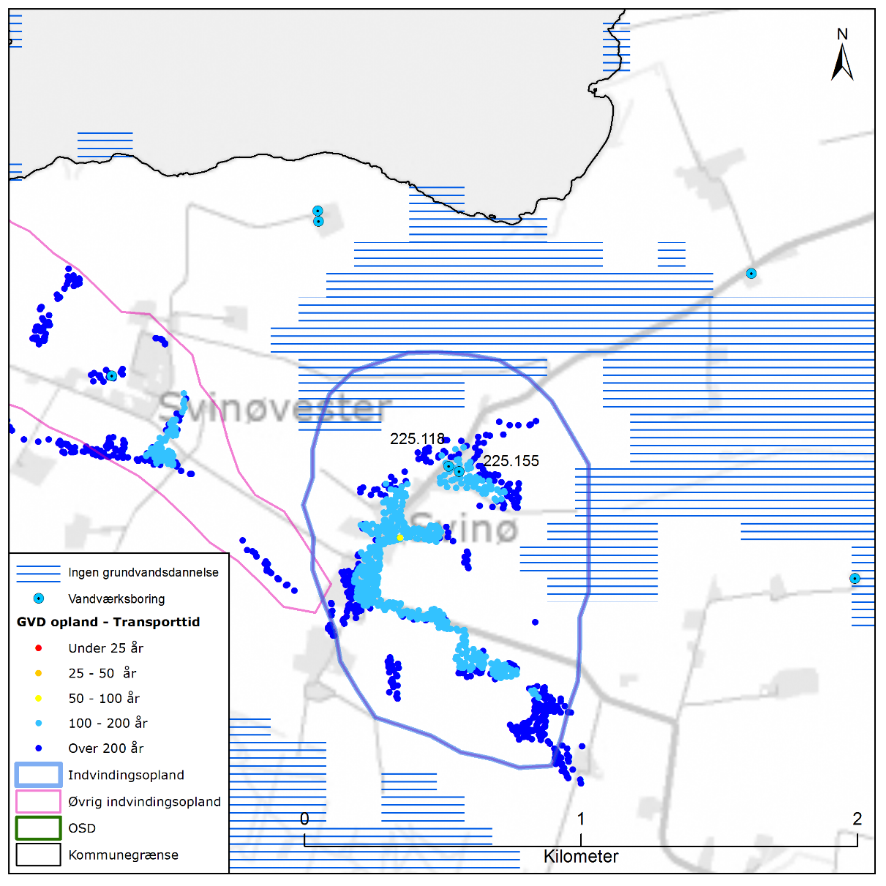 N
Svinøvester
225.118
225.155
Svinø
Ingen grundvandsdannelse
Vandværksboring
GVD opland - Transporttid
Under 25 år
25 - 50 år
50 - 100 år
100 - 200 år
Over 200 år
Indvindingsopland
Øvrig indvindingsopland
OSD
Kommunegrænse
0 1 2
Kilometer